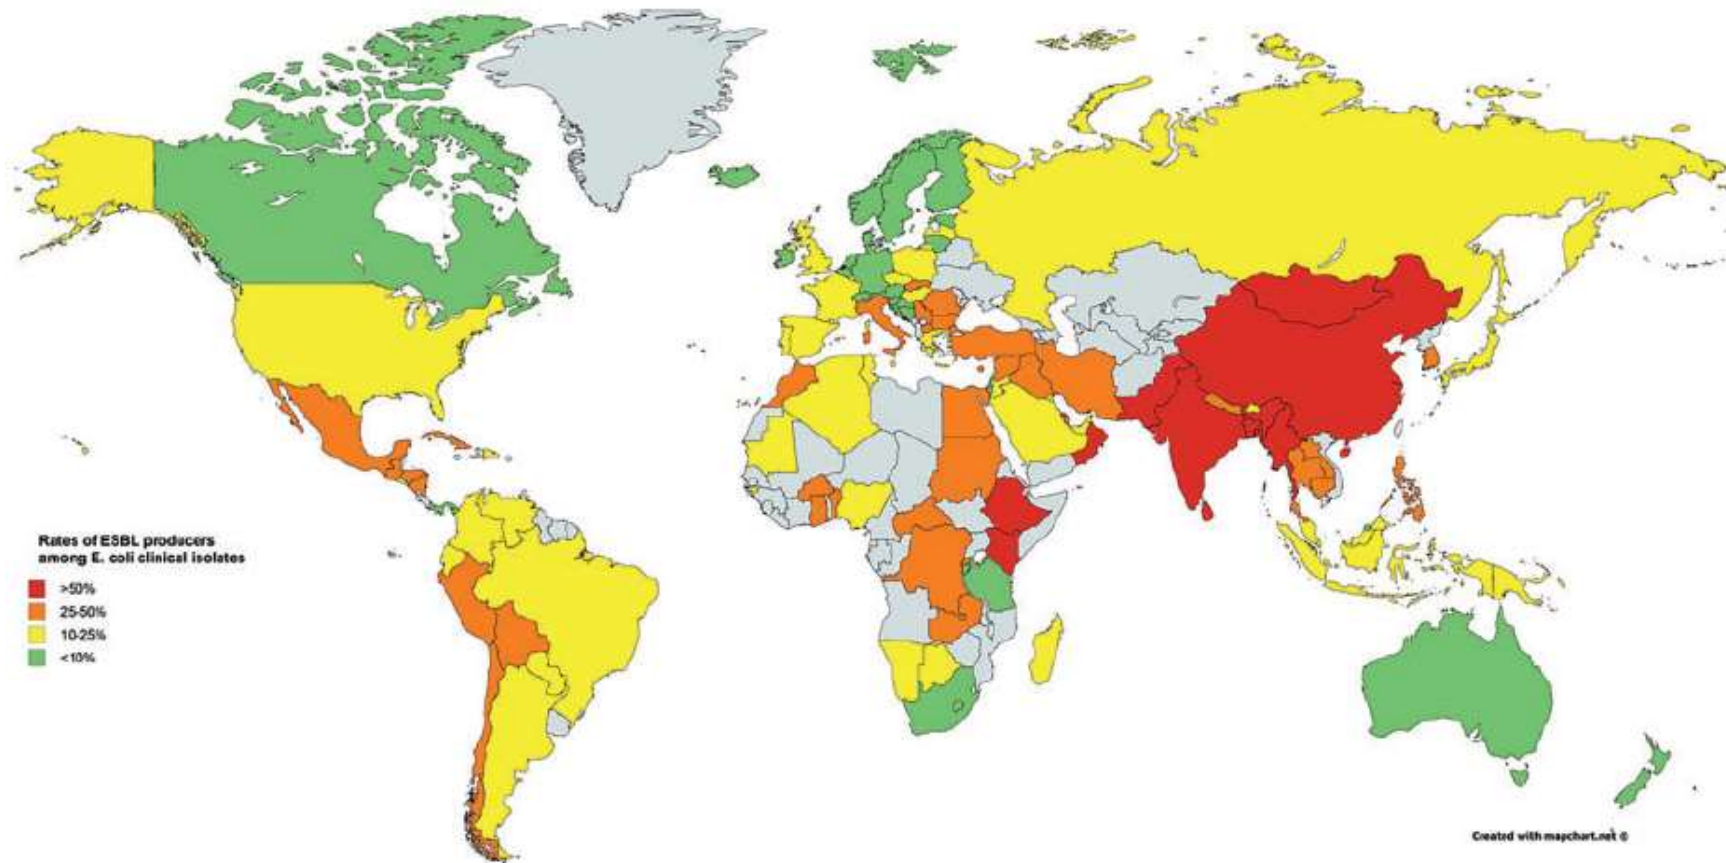 Rates of ESBL producers
among E. coli clinical isolates
>50%
25-50%
10-25%
<10%
Created with mapchart.net ©